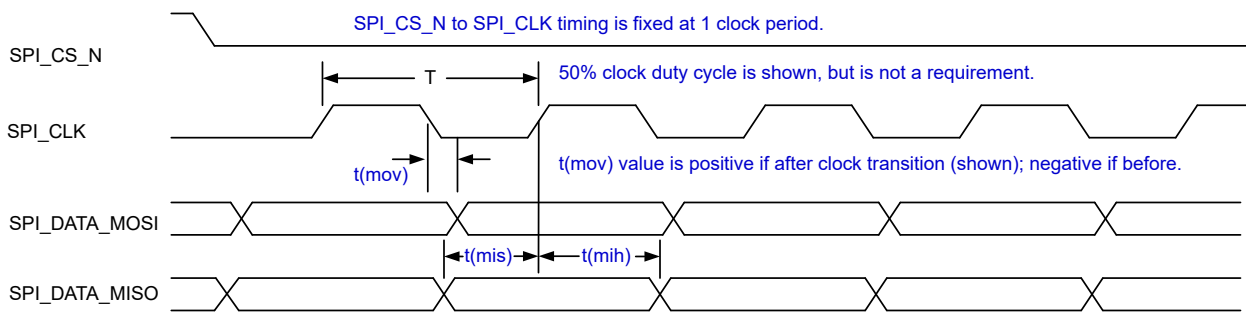 SPI_CS_N to SPI_CLK timing is fixed at 1 clock period.
SPI_CS_N
T
50% clock duty cycle is shown, but is not a requirement.
SPI_CLK
t(mov)
t(mov) value is positive if after clock transition (shown); negative if before.
SPI_DATA_MOSI
t(mis)
t(mih)
SPI_DATA_MISO